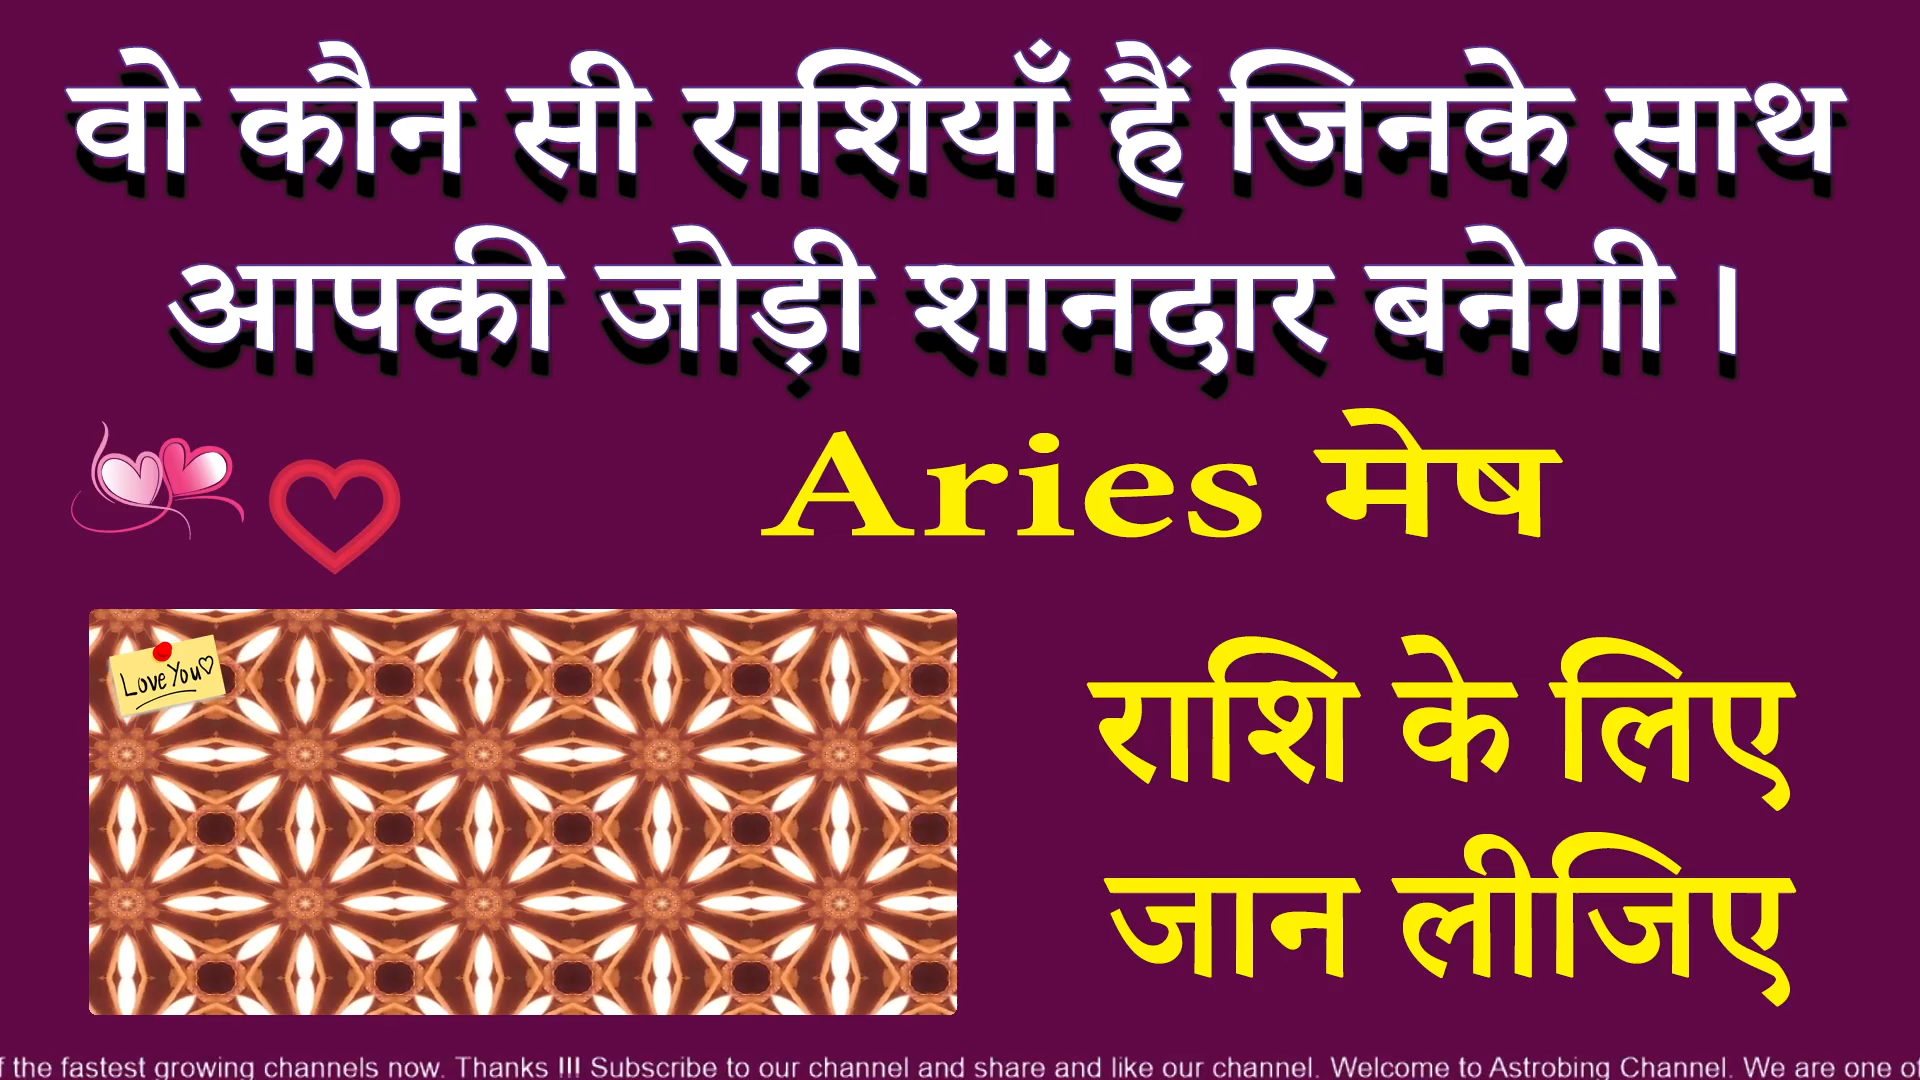 वो कौन सी राशियाँ हैं जिनके साथ
आपकी जोड़ी शानदार बनेगी ।
Aries मेष
Love You
राशि के लिए
जान लीजिए
the fastest growing channels now. Thanks !!! Subscribe to our channel and share and like our channel. Welcome to Astrobing Channel. We are one